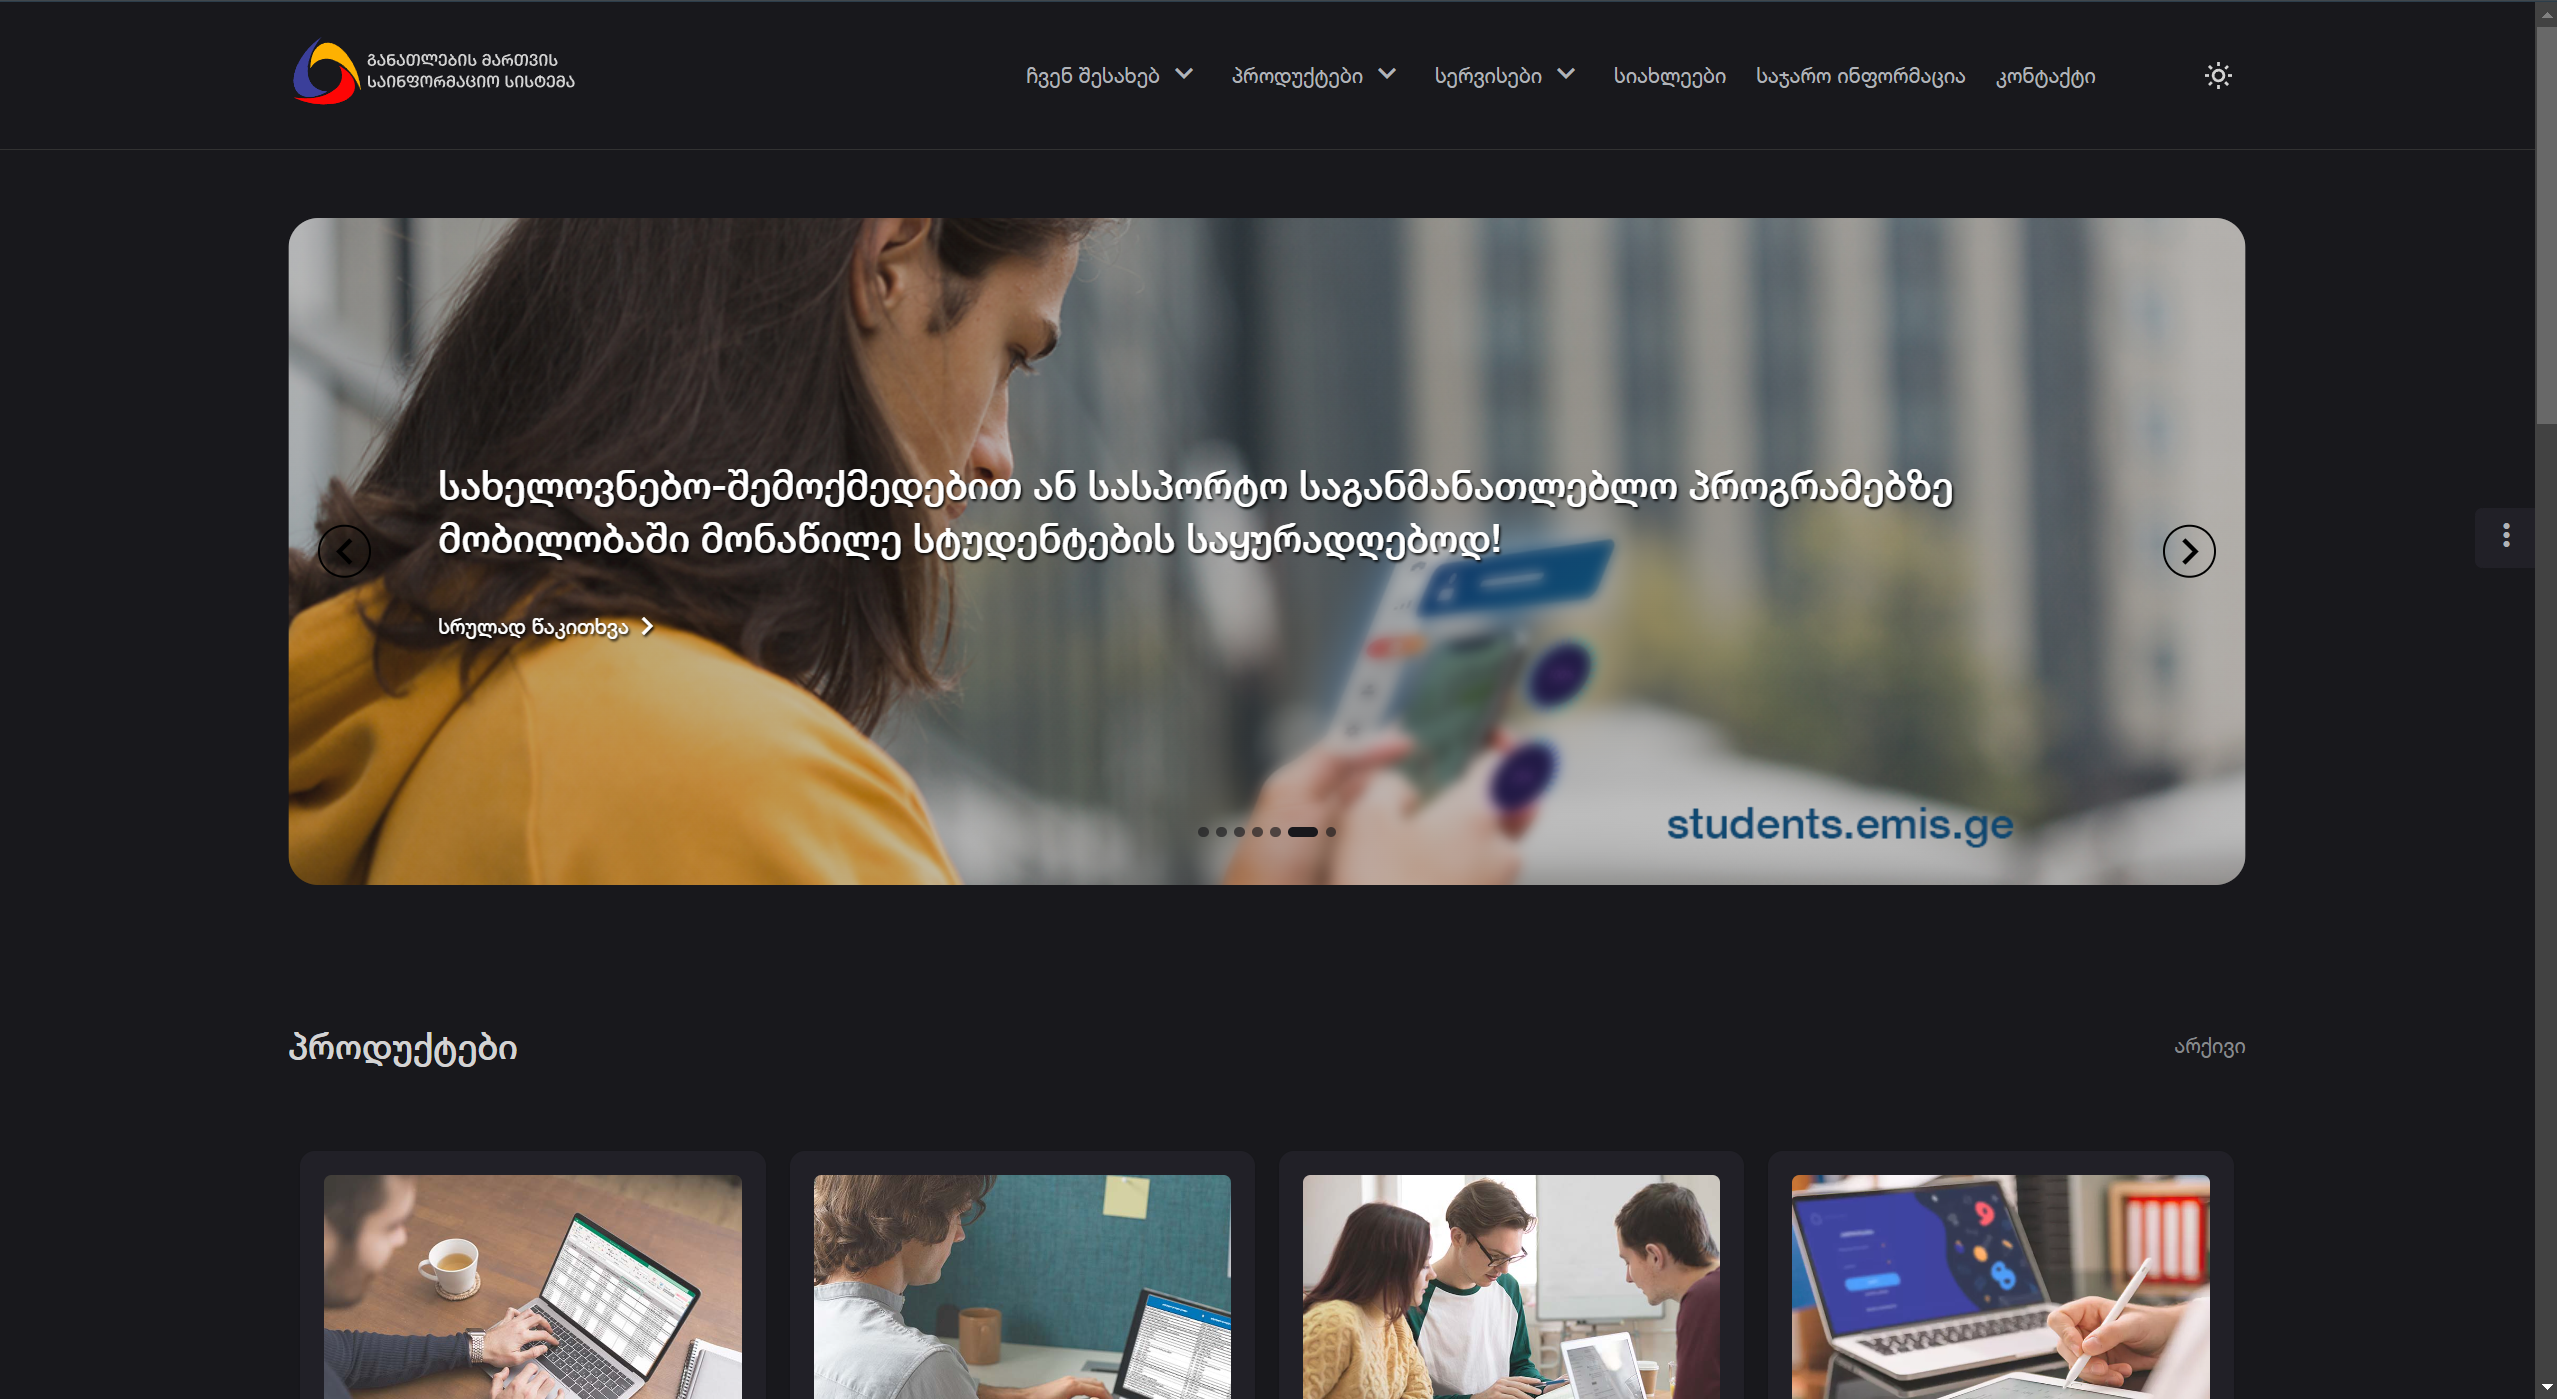 განათლების მართვის
საინფორმაციო სისტემა
ჩვენ შესახებ
პროდუქტები
სერვისები
სიახლეები
საჯარო ინფორმაცია
კონტაქტი
სახელოვნებო-შემოქმედებით ან სასპორტო საგანმანათლებლო პროგრამებზე
მობილობაში მონაწილე სტუდენტების საყურადღებოდ!
სრულად წაკითხვა
students.emis.ge
პროდუქტები
არქივი